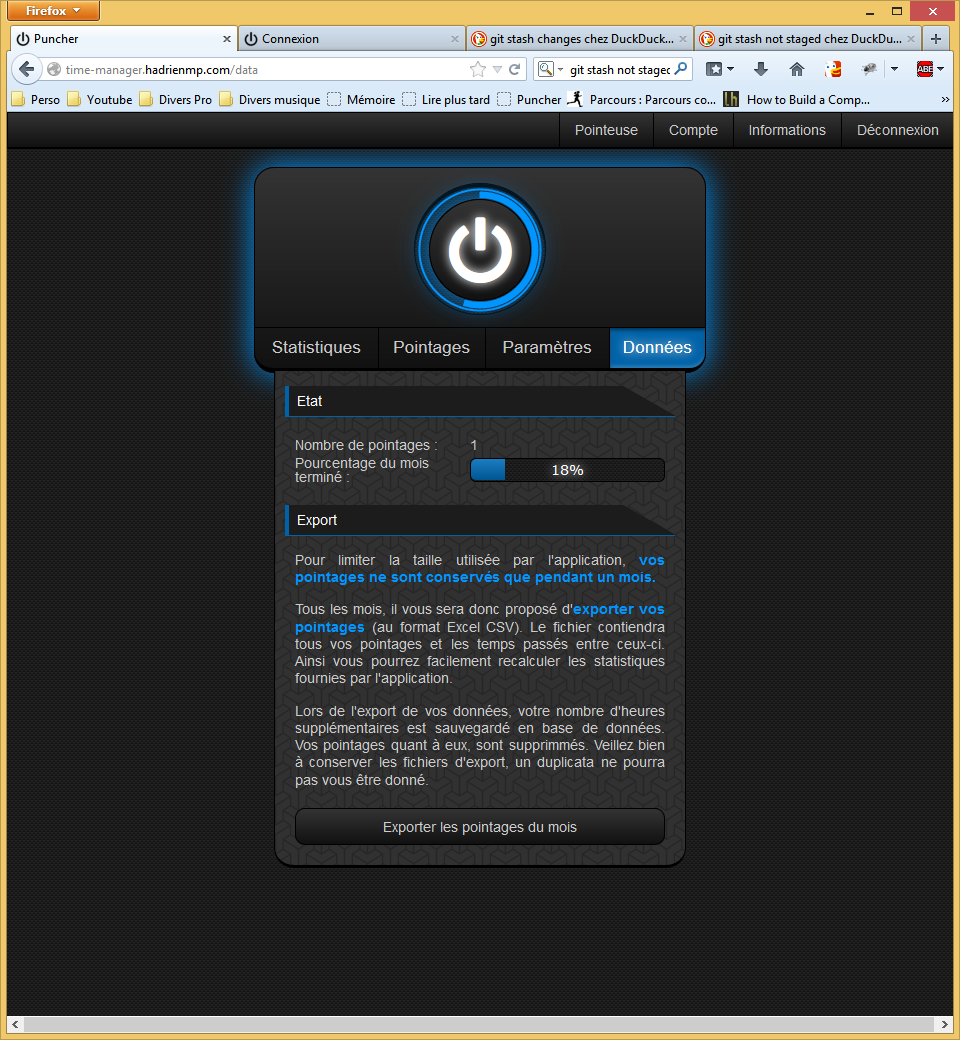 Firefox
Puncher
Connexion
git stash changes chez DuckDuck...
git stash not staged chez DuckDu...
time-manager.hadrienmp.com/data
git stash not staged
ABE
Perso
Youtube
Divers Pro
Divers musique
Mémoire
Lire plus tard
Puncher
Parcours : Parcours co...
lh
How to Build a Comp...
Pointeuse
Compte
Informations
Déconnexion
Statistiques
Pointages
Paramètres
Données
Etat
Nombre de pointages :
1
Pourcentage du mois
terminé :
18%
Export
Pour limiter la taille utilisée par l'application, vos
pointages ne sont conservés que pendant un mois.
Tous les mois, il vous sera donc proposé d'exporter vos
pointages (au format Excel CSV). Le fichier contiendra
tous vos pointages et les temps passés entre ceux-ci.
Ainsi vous pourrez facilement recalculer les statistiques
fournies par l'application.
Lors de l'export de vos données, votre nombre d'heures
supplémentaires est sauvegardé en base de données.
Vos pointages quant à eux, sont supprimmés. Veillez bien
à conserver les fichiers d'export, un duplicata ne pourra
pas vous être donné.
Exporter les pointages du mois